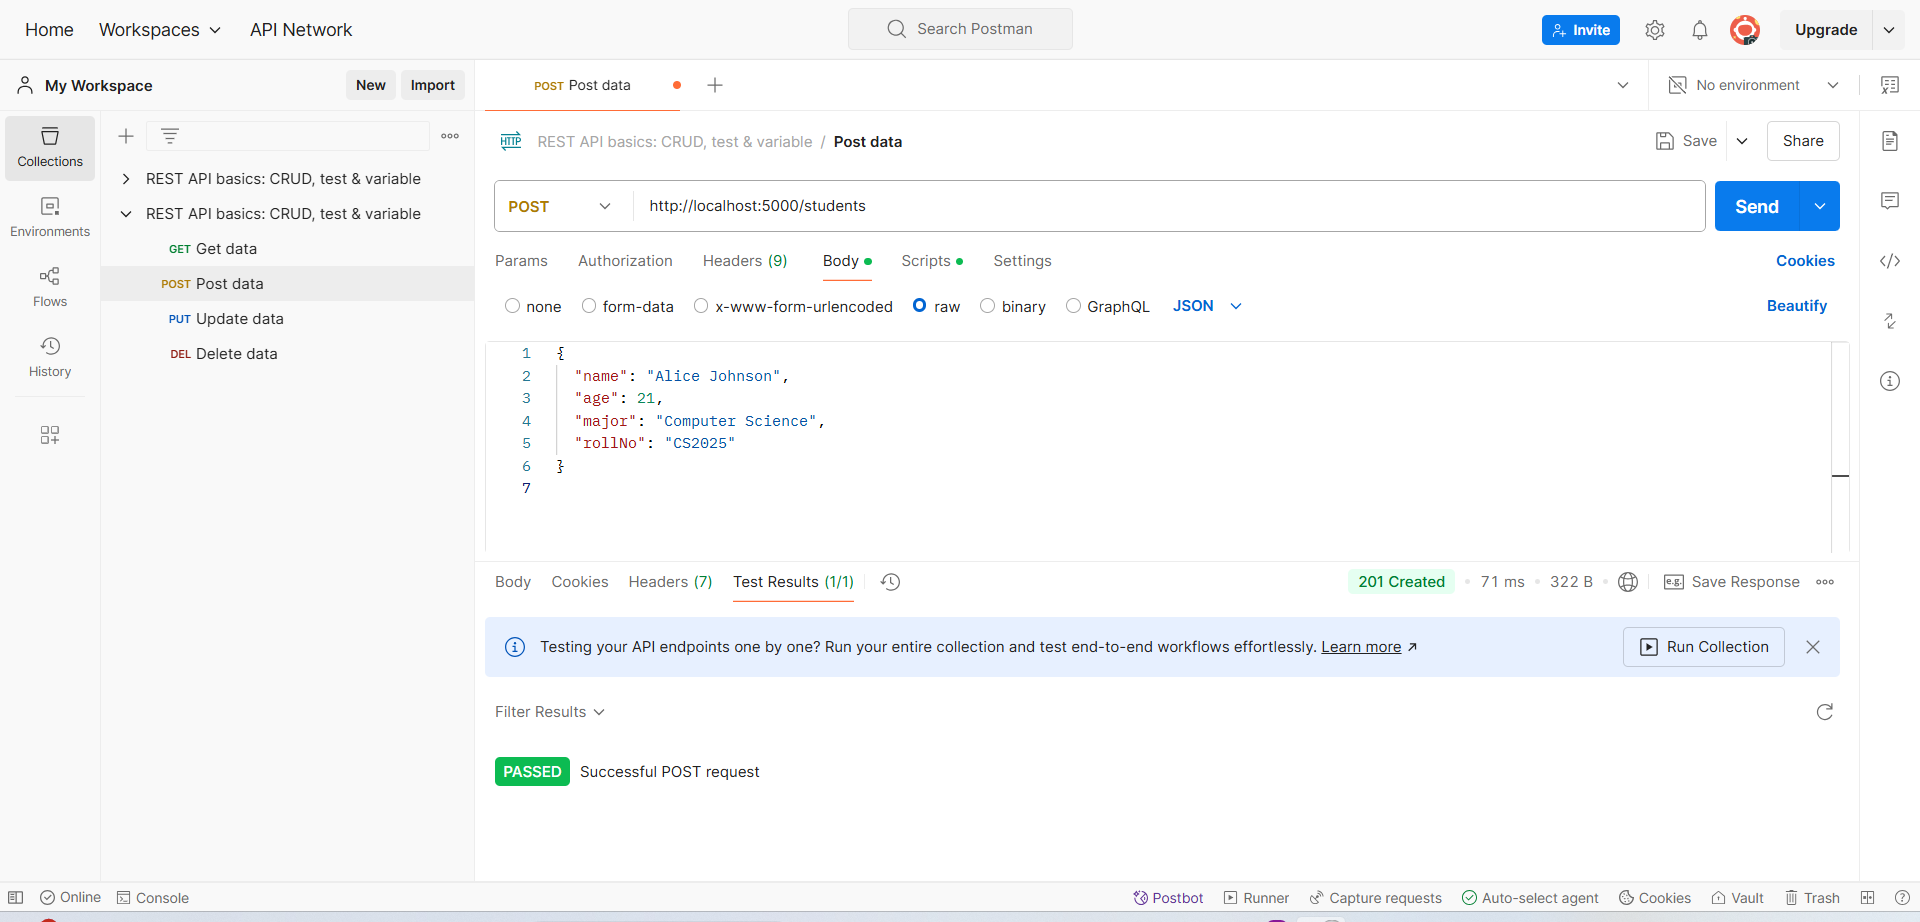 Home Workspaces API Network Search Postman Invite Upgrade
My Workspace New Import POST Post data No environment
Collections
Environments
Flows
History
REST API basics: CRUD, test & variable
REST API basics: CRUD, test & variable
GET Get data
POST Post data
PUT Update data
DEL Delete data
HTTP REST API basics: CRUD, test & variable / Post data Save Share
POST http://localhost:5000/students Send
Params Authorization Headers (9) Body Scripts Settings Cookies
none form-data x-www-form-urlencoded raw binary GraphQL JSON Beautify
1 {
2 "name": "Alice Johnson",
3 "age": 21,
4 "major": "Computer Science",
5 "rollNo": "CS2025"
6 }
7
Body Cookies Headers (7) Test Results (1/1) 201 Created 71 ms 322 B e.g. Save Response
Testing your API endpoints one by one? Run your entire collection and test end-to-end workflows effortlessly. Learn more ↗ Run Collection
Filter Results
PASSED Successful POST request
Online Console Postbot Runner Capture requests Auto-select agent Cookies Vault Trash